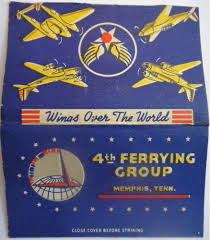 Wings Over The World
4th FERRYING
GROUP
MEMPHIS, TENN.
CLOSE COVER BEFORE STRIKING